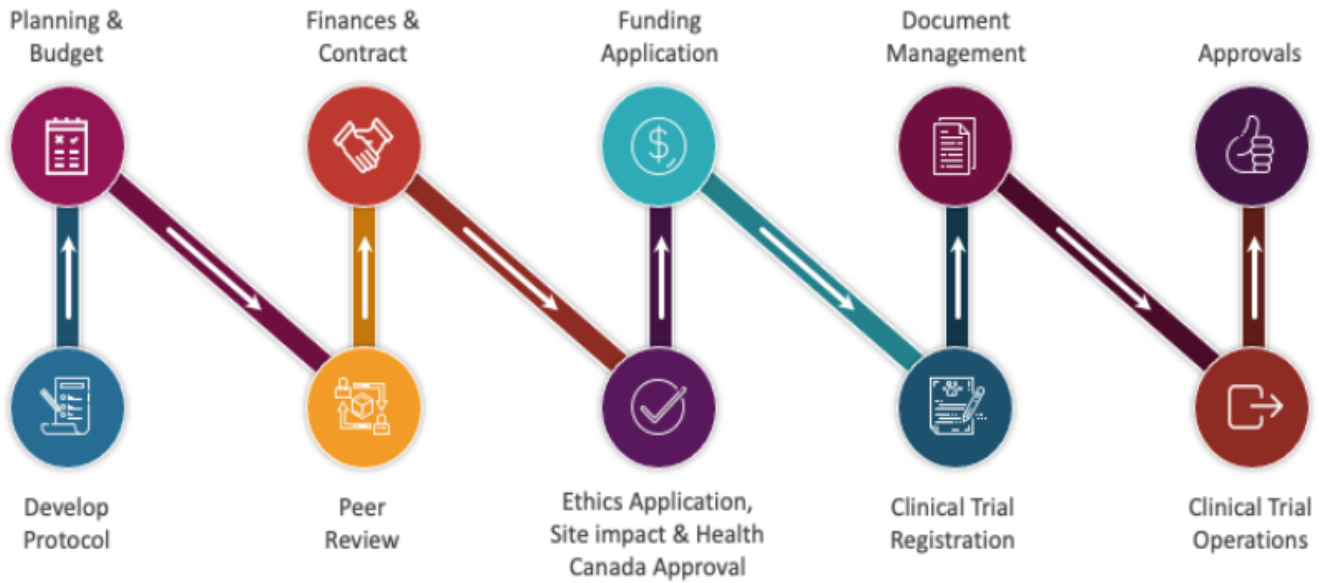 Planning &
Budget
Finances &
Contract
Funding
Application
Document
Management
Approvals
$
Develop
Protocol
Peer
Review
Ethics Application,
Site impact & Health
Canada Approval
Clinical Trial
Registration
Clinical Trial
Operations